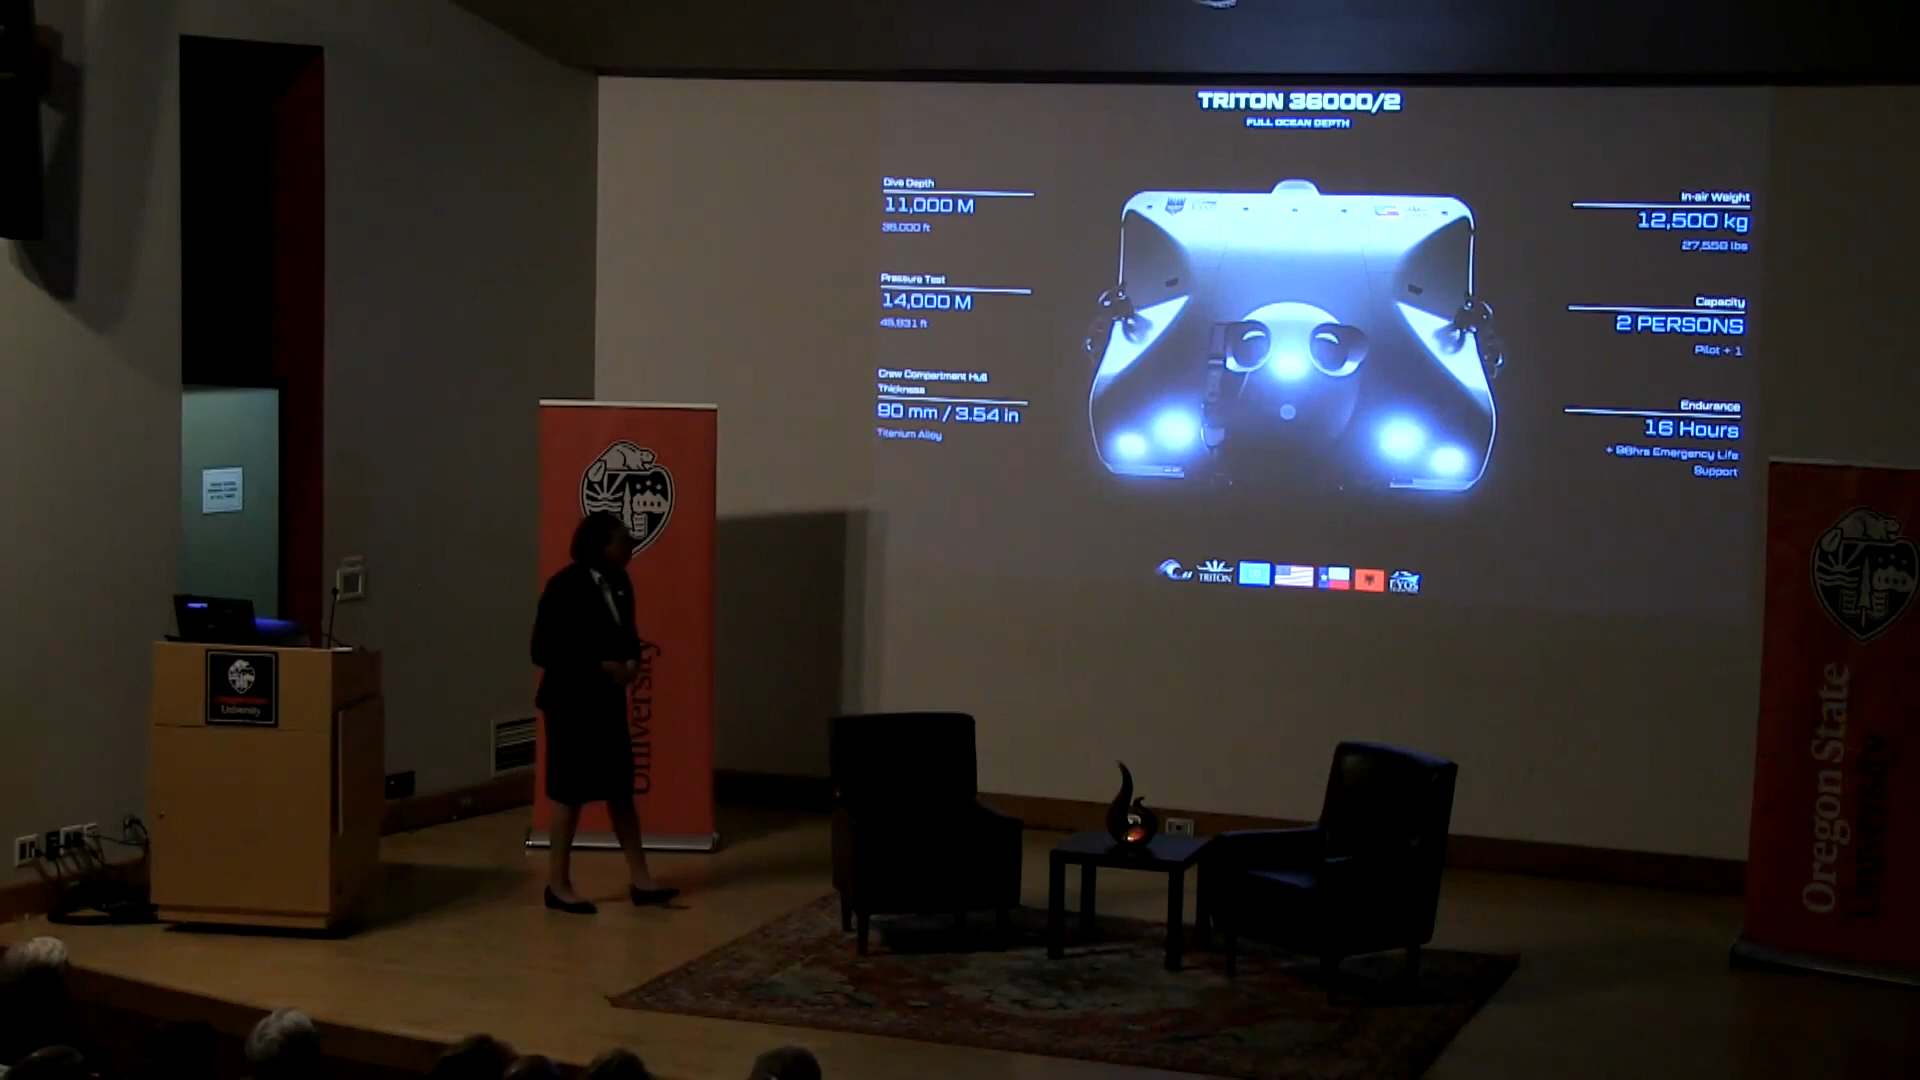 TRITON 36000/2
FULL OCEAN DEPTH
Dive Depth
11,000 M
36,000 ft
Pressure Test
14,000 M
Crew Compartment Hull
Thickness
90 mm / 3.54 in
Titanium Alloy
In-air Weight
12,500 kg
27,558 lbs
Capacity
2 PERSONS
Pilot + 1
Endurance
16 Hours
+ 96hrs Emergency Life
Support
TRITON
EYOS
University
University
Oregon State
University